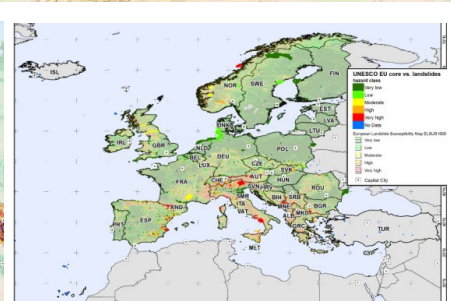 ISL
NOR
SWE
FIN
EST
LVA
LTU
DNK
IRL
GBR
NLD
BEL
LUX
DEU
POL
CZE
SVK
FRA
CHE
AUT
HUN
SVN
HRV
ROU
BIH
SRB
BGR
MNE
MKD
ALB
GRC
ITA
VAT
AND
ESP
PRT
MLT
TUR
CYP
UNESCO EU core vs. landslides
hazard class
Very low
Low
Moderate
High
Very high
No Data
European Landslide Susceptibility Map ELSUS1000
Very low
Low
Moderate
High
Very high
Capital City